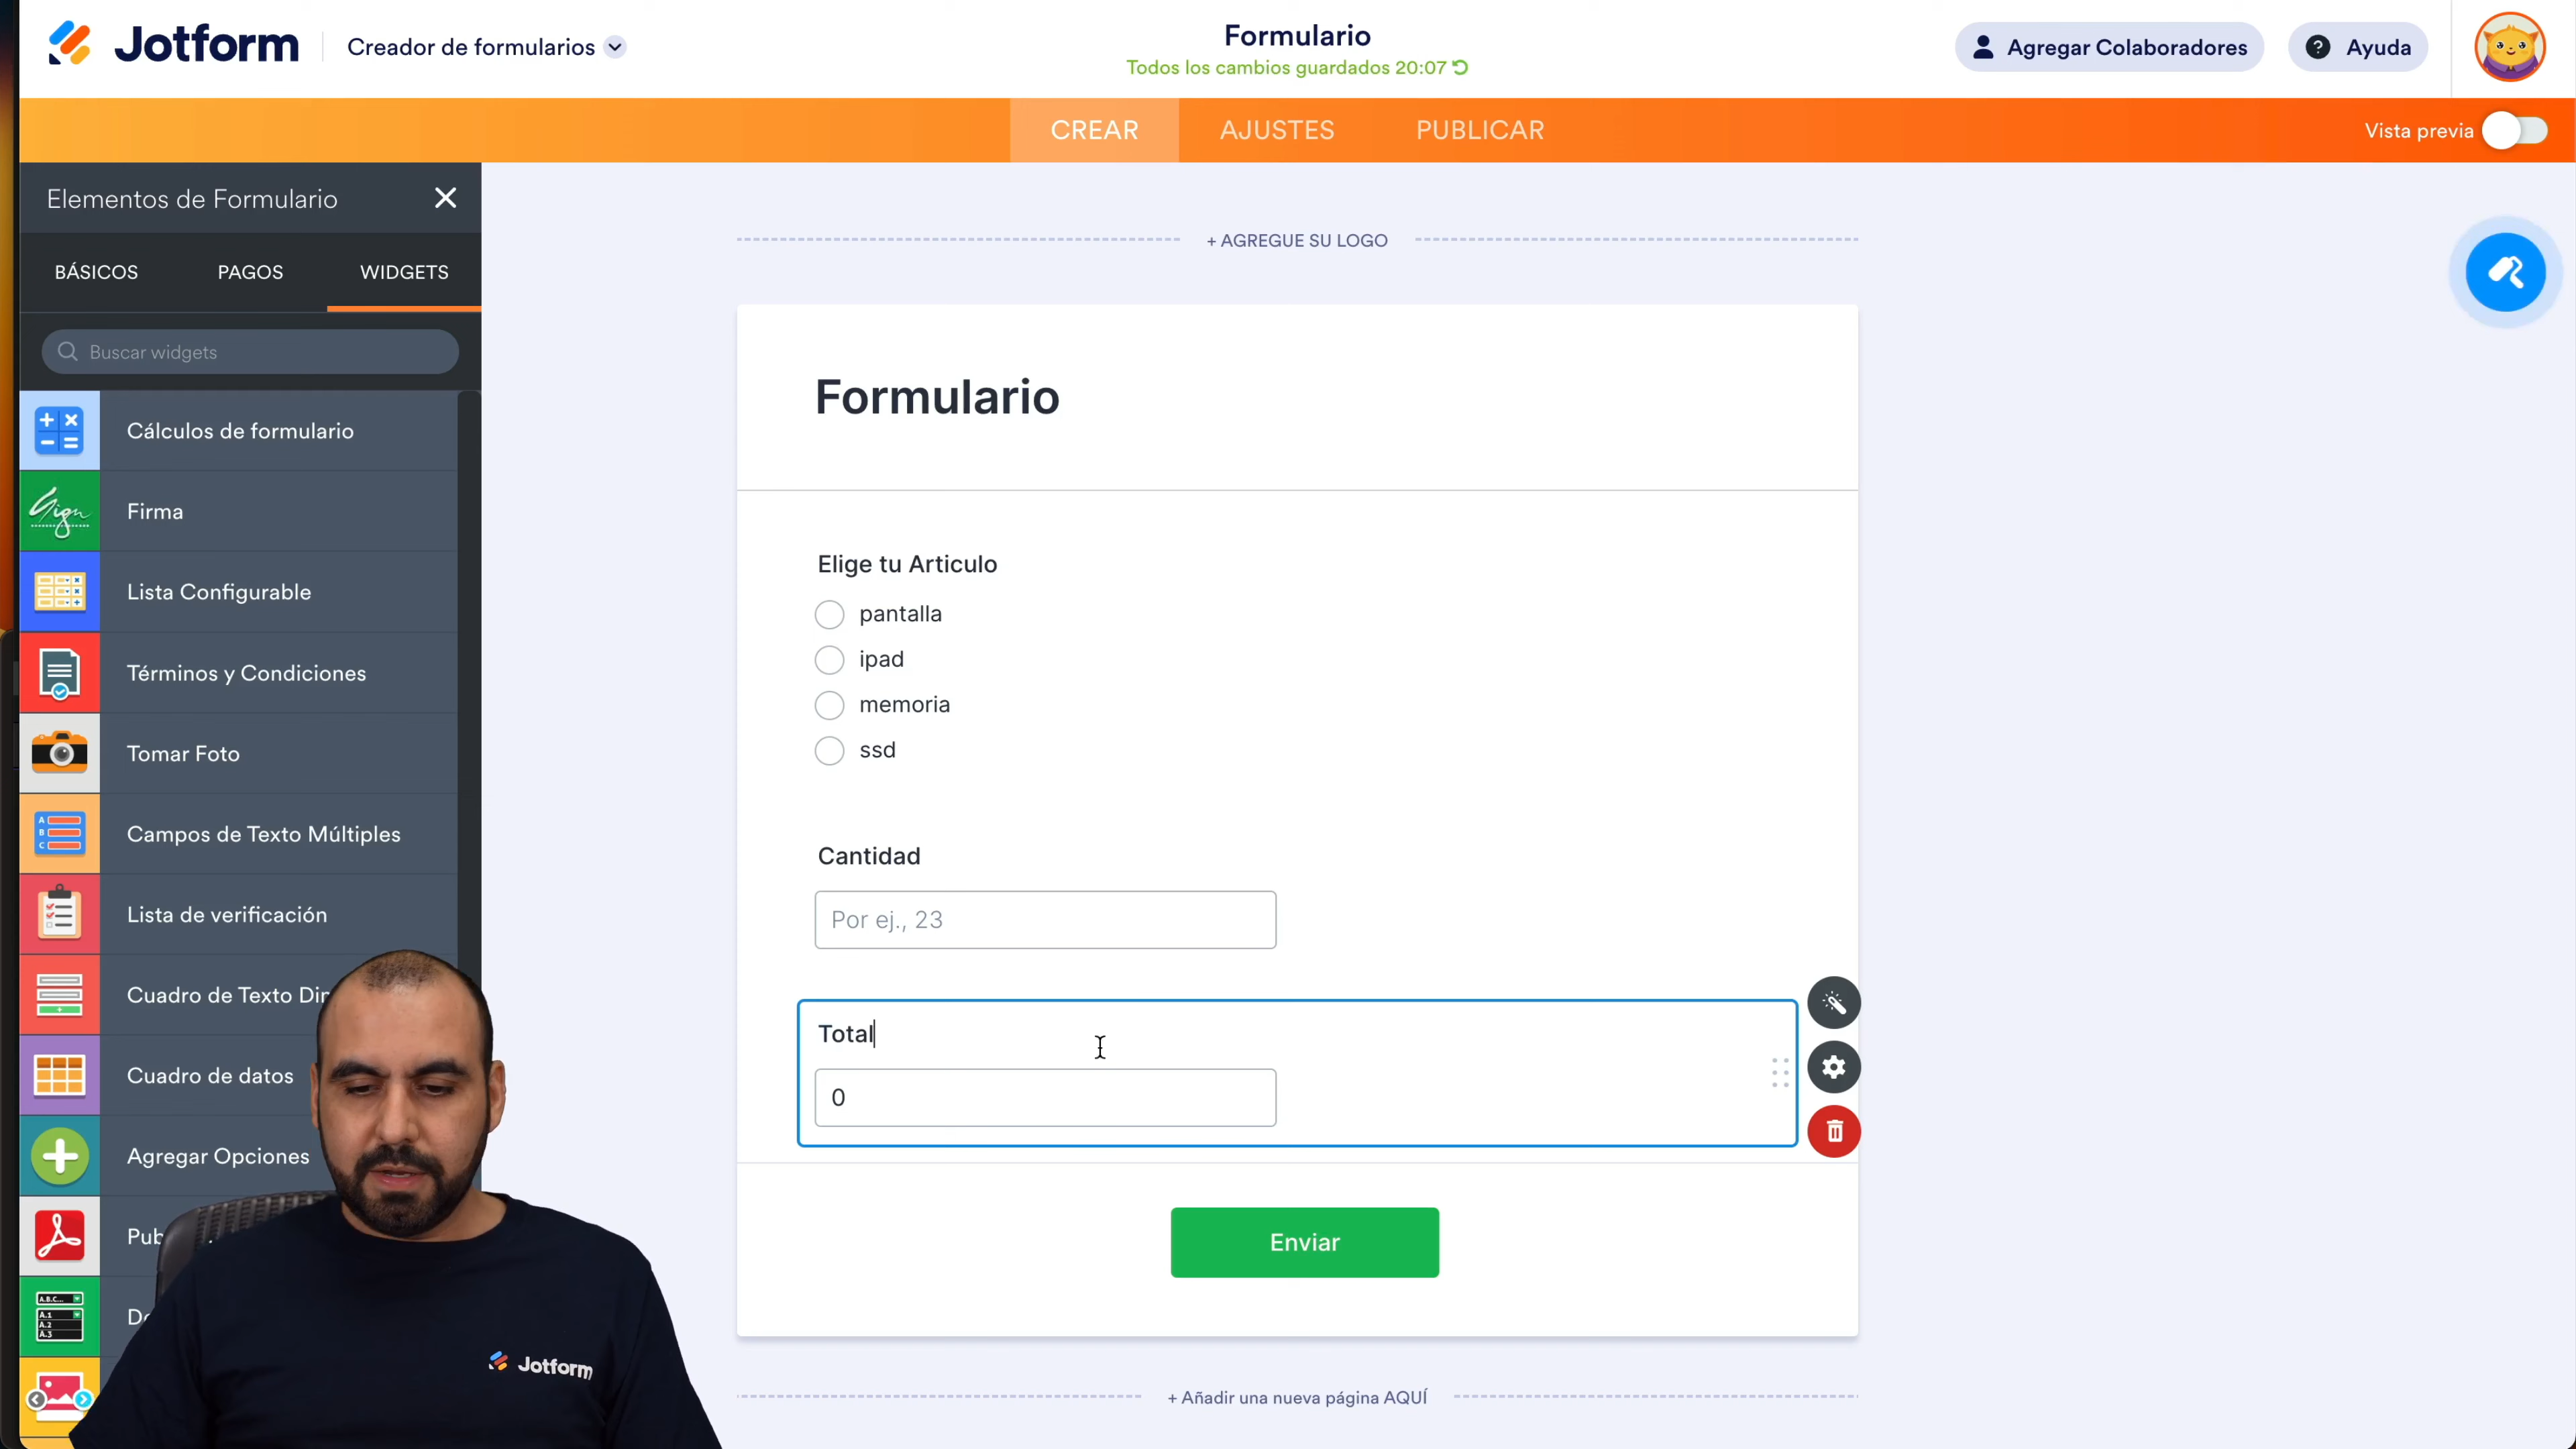 Jotform
Creador de formularios
Formulario
Todos los cambios guardados 20:07
Agregar Colaboradores
Ayuda
CREAR
AJUSTES
PUBLICAR
Vista previa
Elementos de Formulario
BÁSICOS
PAGOS
WIDGETS
Buscar widgets
Cálculos de formulario
Firma
Lista Configurable
Términos y Condiciones
Tomar Foto
Campos de Texto Múltiples
Lista de verificación
Cuadro de Texto
Cuadro de datos
Agregar Opciones
+ AGREGUE SU LOGO
Formulario
Elige tu Articulo
pantalla
ipad
memoria
ssd
Cantidad
Por ej., 23
Total
0
Enviar
+ Añadir una nueva página AQUÍ
Jotform